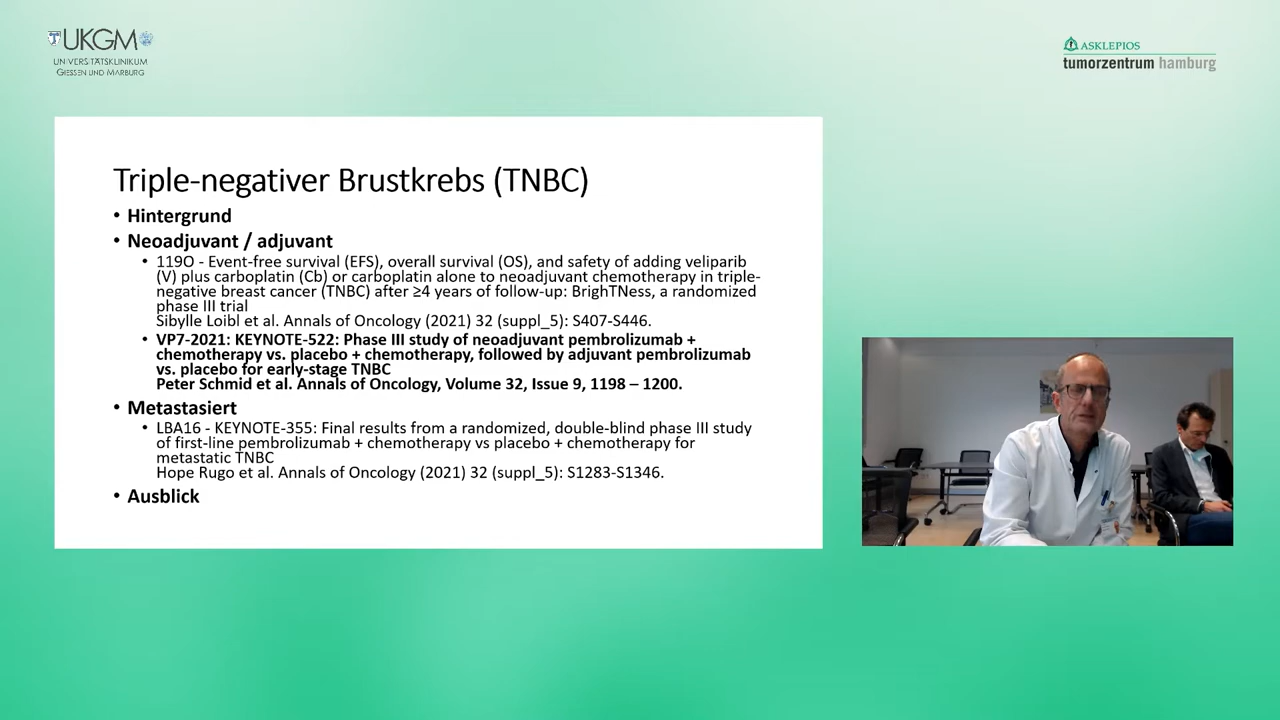 UKGM
UNIVERSITÄTSKLINIKUM
GIESSEN UND MARBURG
ASKLEPIOS
tumorzentrum hamburg
Triple-negativer Brustkrebs (TNBC)
• Hintergrund
• Neoadjuvant / adjuvant
• 119O - Event-free survival (EFS), overall survival (OS), and safety of adding veliparib
(V) plus carboplatin (Cb) or carboplatin alone to neoadjuvant chemotherapy in triple-
negative breast cancer (TNBC) after ≥4 years of follow-up: BrighTNess, a randomized
phase III trial
Sibylle Loibl et al. Annals of Oncology (2021) 32 (suppl_5): S407-S446.
• VP7-2021: KEYNOTE-522: Phase III study of neoadjuvant pembrolizumab +
chemotherapy vs. placebo + chemotherapy, followed by adjuvant pembrolizumab
vs. placebo for early-stage TNBC
Peter Schmid et al. Annals of Oncology, Volume 32, Issue 9, 1198 – 1200.
• Metastasiert
• LBA16 - KEYNOTE-355: Final results from a randomized, double-blind phase III study
of first-line pembrolizumab + chemotherapy vs placebo + chemotherapy for
metastatic TNBC
Hope Rugo et al. Annals of Oncology (2021) 32 (suppl_5): S1283-S1346.
• Ausblick